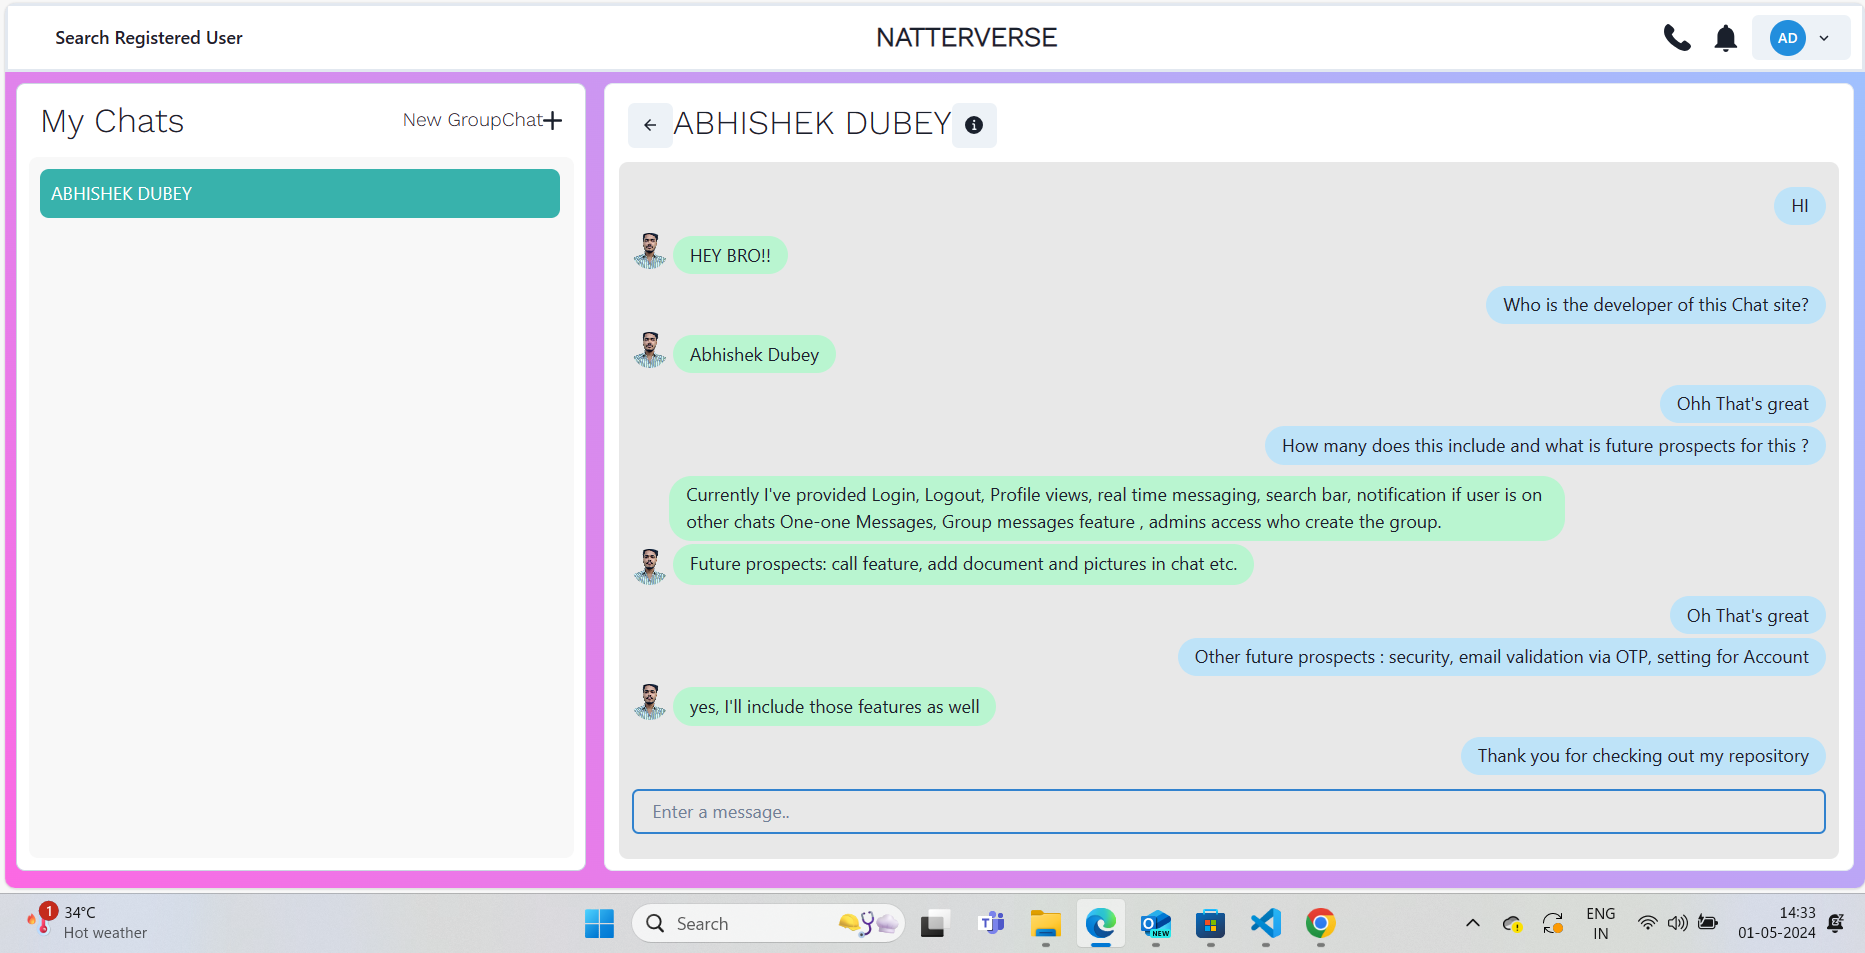 Search Registered User
NATTERVERSE
AD
My Chats
New GroupChat
ABHISHEK DUBEY
ABHISHEK DUBEY
HI
HEY BRO!!
Who is the developer of this Chat site?
Abhishek Dubey
Ohh That's great
How many does this include and what is future prospects for this ?
Currently I've provided Login, Logout, Profile views, real time messaging, search bar, notification if user is on
other chats One-one Messages, Group messages feature , admins access who create the group.
Future prospects: call feature, add document and pictures in chat etc.
Oh That's great
Other future prospects : security, email validation via OTP, setting for Account
yes, I'll include those features as well
Thank you for checking out my repository
Enter a message..
1
34°C
Hot weather
Search
NEW
ENG
IN
14:33
01-05-2024